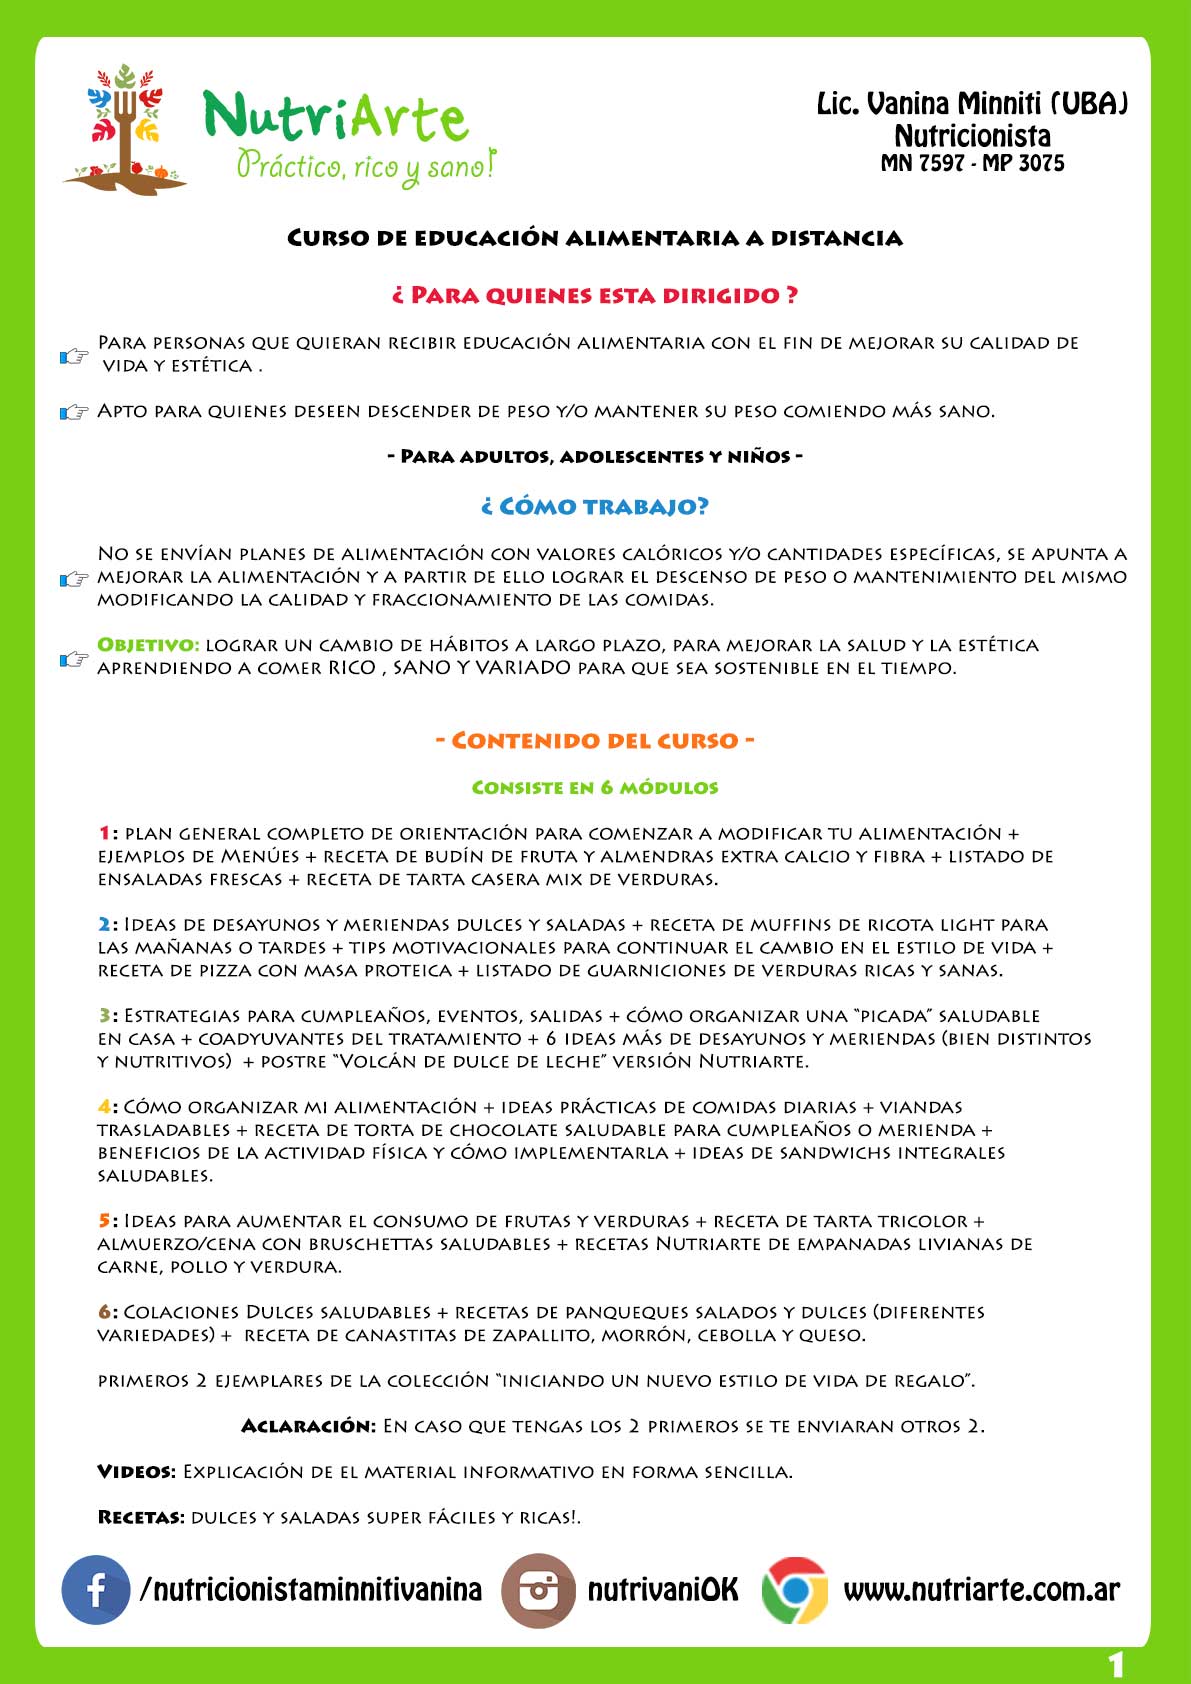 NutriArte
Práctico, rico y sano!
Lic. Vanina Minniti (UBA)
Nutricionista
MN 7597 - MP 3075
Curso de educación alimentaria a distancia
¿ Para quienes esta dirigido ?
Para personas que quieran recibir educación alimentaria con el fin de mejorar su calidad de
vida y estética .
Apto para quienes deseen descender de peso y/o mantener su peso comiendo más sano.
- Para adultos, adolescentes y niños -
¿ Cómo trabajo?
No se envían planes de alimentación con valores calóricos y/o cantidades específicas, se apunta a
mejorar la alimentación y a partir de ello lograr el descenso de peso o mantenimiento del mismo
modificando la calidad y fraccionamiento de las comidas.
Objetivo: lograr un cambio de hábitos a largo plazo, para mejorar la salud y la estética
aprendiendo a comer RICO , SANO Y VARIADO para que sea sostenible en el tiempo.
- Contenido del curso -
Consiste en 6 módulos
1: plan general completo de orientación para comenzar a modificar tu alimentación +
ejemplos de Menúes + receta de budín de fruta y almendras extra calcio y fibra + listado de
ensaladas frescas + receta de tarta casera mix de verduras.
2: Ideas de desayunos y meriendas dulces y saladas + receta de muffins de ricota light para
las mañanas o tardes + tips motivacionales para continuar el cambio en el estilo de vida +
receta de pizza con masa proteica + listado de guarniciones de verduras ricas y sanas.
3: Estrategias para cumpleaños, eventos, salidas + cómo organizar una “picada” saludable
en casa + coadyuvantes del tratamiento + 6 ideas más de desayunos y meriendas (bien distintos
y nutritivos) + postre “Volcán de dulce de leche” versión Nutriarte.
4: Cómo organizar mi alimentación + ideas prácticas de comidas diarias + viandas
trasladables + receta de torta de chocolate saludable para cumpleaños o merienda +
beneficios de la actividad física y cómo implementarla + ideas de sandwichs integrales
saludables.
5: Ideas para aumentar el consumo de frutas y verduras + receta de tarta tricolor +
almuerzo/cena con bruschettas saludables + recetas Nutriarte de empanadas livianas de
carne, pollo y verdura.
6: Colaciones Dulces saludables + recetas de panqueques salados y dulces (diferentes
variedades) + receta de canastitas de zapallito, morrón, cebolla y queso.
primeros 2 ejemplares de la colección “iniciando un nuevo estilo de vida de regalo”.
Aclaración: En caso que tengas los 2 primeros se te enviaran otros 2.
Videos: Explicación de el material informativo en forma sencilla.
Recetas: dulces y saladas super fáciles y ricas!.
/nutricionistaminnitivanina nutrivaniOK www.nutriarte.com.ar
1